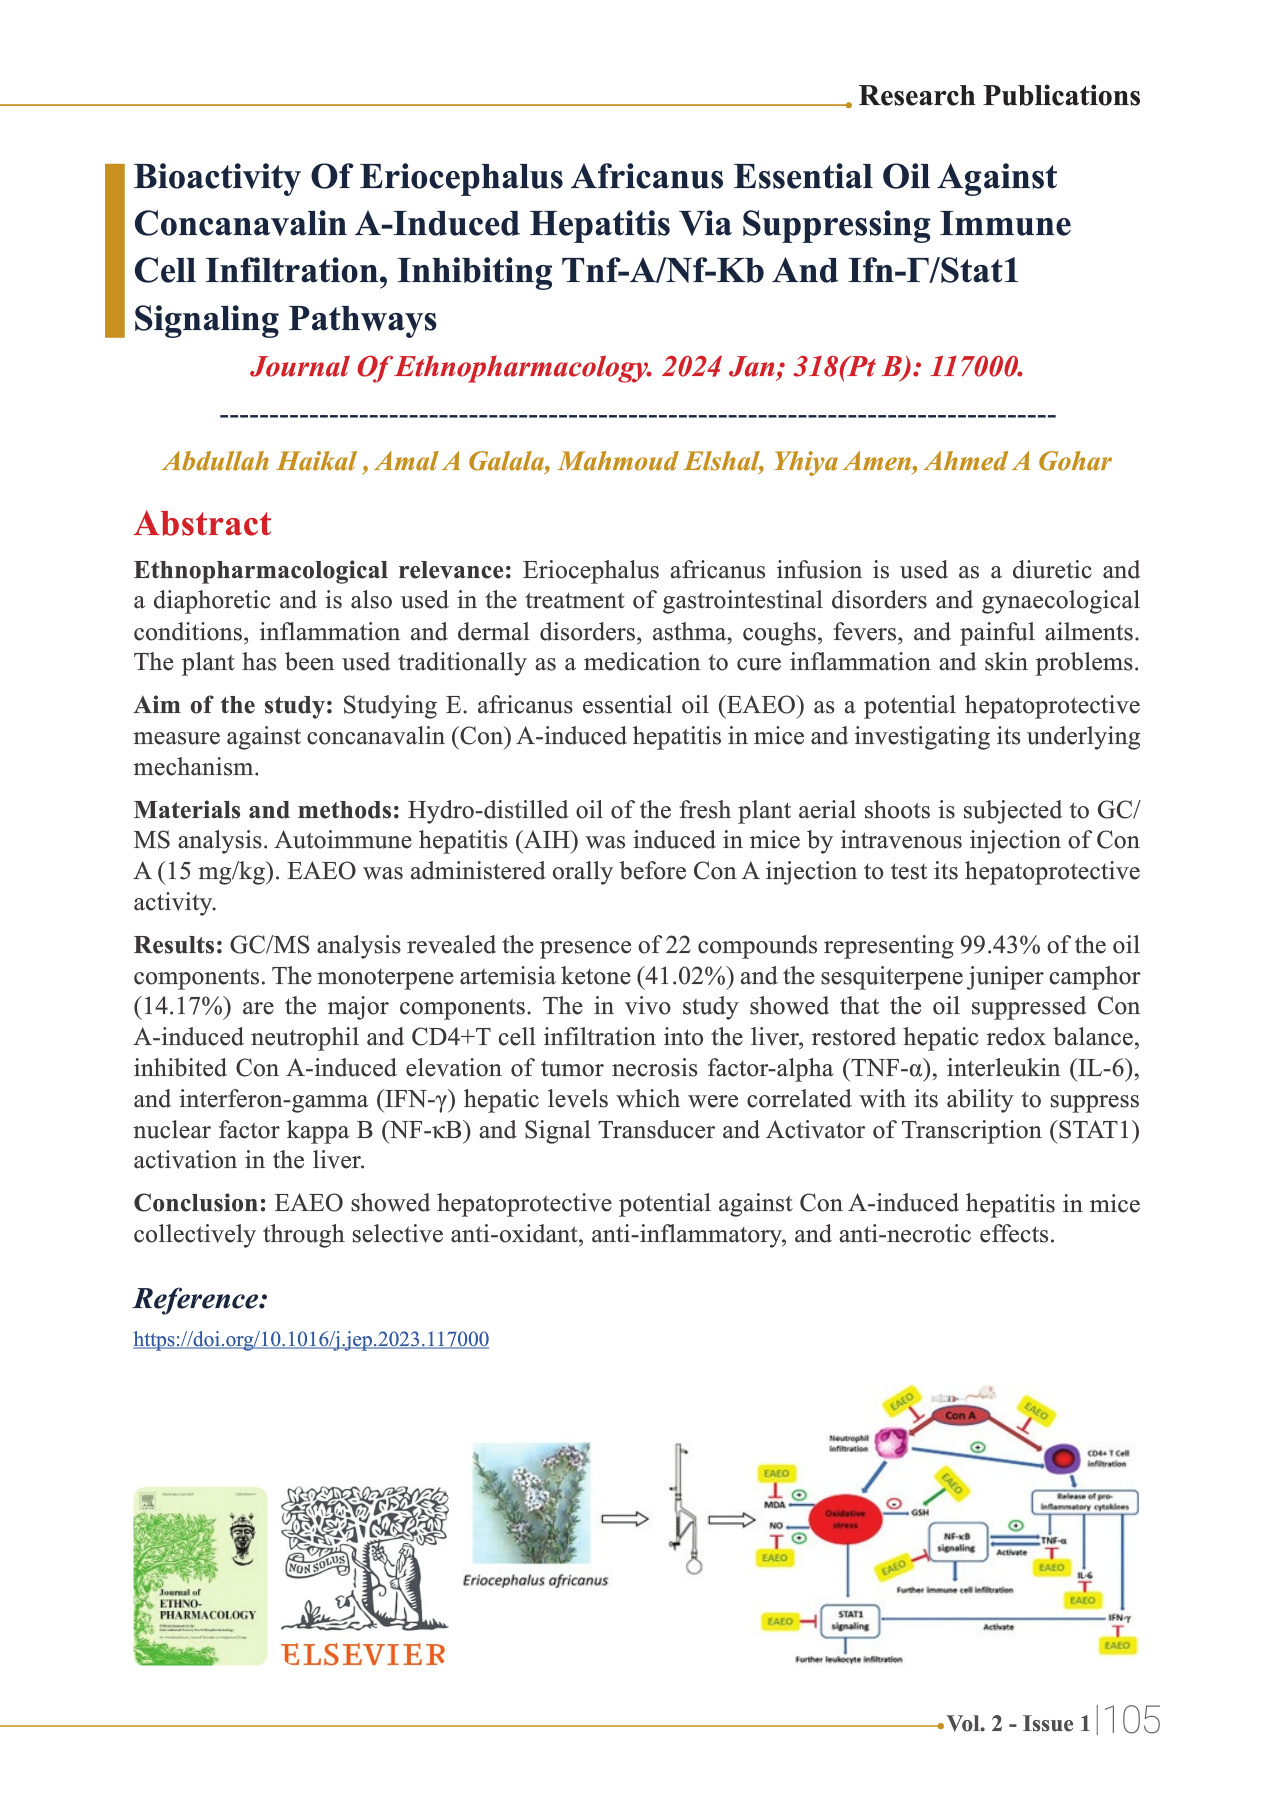 Research Publications
Bioactivity Of Eriocephalus Africanus Essential Oil Against
Concanavalin A-Induced Hepatitis Via Suppressing Immune
Cell Infiltration, Inhibiting Tnf-A/Nf-Kb And Ifn-Γ/Stat1
Signaling Pathways
Journal Of Ethnopharmacology. 2024 Jan; 318(Pt B): 117000.
Abdullah Haikal , Amal A Galala, Mahmoud Elshal, Yhiya Amen, Ahmed A Gohar
Abstract
Ethnopharmacological relevance: Eriocephalus africanus infusion is used as a diuretic and
a diaphoretic and is also used in the treatment of gastrointestinal disorders and gynaecological
conditions, inflammation and dermal disorders, asthma, coughs, fevers, and painful ailments.
The plant has been used traditionally as a medication to cure inflammation and skin problems.
Aim of the study: Studying E. africanus essential oil (EAEO) as a potential hepatoprotective
measure against concanavalin (Con) A-induced hepatitis in mice and investigating its underlying
mechanism.
Materials and methods: Hydro-distilled oil of the fresh plant aerial shoots is subjected to GC/
MS analysis. Autoimmune hepatitis (AIH) was induced in mice by intravenous injection of Con
A (15 mg/kg). EAEO was administered orally before Con A injection to test its hepatoprotective
activity.
Results: GC/MS analysis revealed the presence of 22 compounds representing 99.43% of the oil
components. The monoterpene artemisia ketone (41.02%) and the sesquiterpene juniper camphor
(14.17%) are the major components. The in vivo study showed that the oil suppressed Con
A-induced neutrophil and CD4+T cell infiltration into the liver, restored hepatic redox balance,
inhibited Con A-induced elevation of tumor necrosis factor-alpha (TNF-α), interleukin (IL-6),
and interferon-gamma (IFN-γ) hepatic levels which were correlated with its ability to suppress
nuclear factor kappa B (NF-κB) and Signal Transducer and Activator of Transcription (STAT1)
activation in the liver.
Conclusion: EAEO showed hepatoprotective potential against Con A-induced hepatitis in mice
collectively through selective anti-oxidant, anti-inflammatory, and anti-necrotic effects.
Reference:
https://doi.org/10.1016/j.jep.2023.117000
Journal of
ETHNO-
PHARMACOLOGY
NON SOLUS
ELSEVIER
Eriocephalus africanus
EAEO
Con A
EAEO
Neutrophil
infiltration
CD4+ T Cell
infiltration
EAEO
MDA
NO
EAEO
Oxidative
stress
GSH
EAEO
Release of pro-
inflammatory cytokines
NF-κB
signaling
Activate
TNF-α
EAEO
EAEO
Further immune cell infiltration
IL-6
EAEO
EAEO
STAT1
signaling
Activate
IFN-γ
EAEO
Further leukocyte infiltration
Vol. 2 - Issue 1 |105